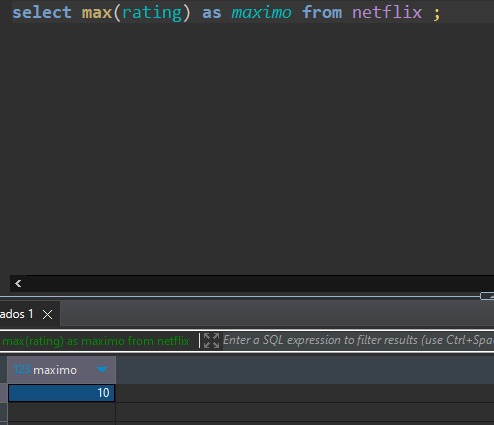 select max(rating) as maximo from netflix ;
ados 1
max(rating) as maximo from netflix
Enter a SQL expression to filter results (use Ctrl+Spa
123 maximo
10